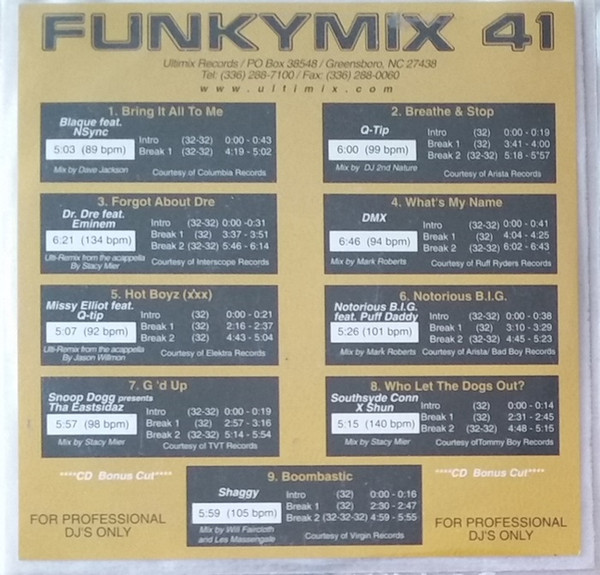 FUNKYMIX 41
Ultimix Records / PO Box 38548 / Greensboro, NC 27438
Tel: (336) 288-7100 / Fax: (336) 288-0060
www.ultimix.com
1. Bring It All To Me
Blaque feat.
NSync
5:03 (89 bpm)
Intro (32-32) 0:00 - 0:43
Break 1 (32-32) 4:19 - 5:02
Mix by Dave Jackson
Courtesy of Columbia Records
2. Breathe & Stop
Q-Tip
6:00 (99 bpm)
Intro (32) 0:00 - 0:19
Break 1 (32) 3:41 - 4:00
Break 2 (32-32) 5:18 - 5"57
Mix by DJ 2nd Nature
Courtesy of Arista Records
3. Forgot About Dre
Dr. Dre feat.
Eminem
6:21 (134 bpm)
Intro (32-32) 0:00 -0:31
Break 1 (32) 3:37 - 3:51
Break 2 (32-32) 5:46 - 6:14
Ulti-Remix from the acappella
By Stacy Mier
Courtesy of Interscope Records
4. What's My Name
DMX
6:46 (94 bpm)
Intro (32-32) 0:00 - 0:41
Break 1 (32) 4:04 - 4:25
Break 2 (32-32) 6:02 - 6:43
Mix by Mark Roberts
Courtesy of Ruff Ryders Records
5. Hot Boyz (xxx)
Missy Elliot feat.
Q-tip
5:07 (92 bpm)
Intro (32) 0:00 - 0:21
Break 1 (32) 2:16 - 2:37
Break 2 (32) 4:43 - 5:04
Ulti-Remix from the acappella
By Jason Willmon
Courtesy of Elektra Records
6. Notorious B.I.G.
Notorious B.I.G.
feat. Puff Daddy
5:26 (101 bpm)
Intro (32-32) 0:00 - 0:38
Break 1 (32) 3:10 - 3:29
Break 2 (32-32) 4:45 - 5:23
Mix by Mark Roberts
Courtesy of Arista/ Bad Boy Records
7. G 'd Up
Snoop Dogg presents
Tha Eastsidaz
5:57 (98 bpm)
Intro (32-32) 0:00 - 0:19
Break 1 (32-32) 2:57 - 3:16
Break 2 (32-32) 5:14 - 5:54
Mix by Stacy Mier
Courtesy of TVT Records
8. Who Let The Dogs Out?
Southsyde Conn
X Shun
5:15 (140 bpm)
Intro (32) 0:00 - 0:14
Break 1 (32) 2:31 - 2:45
Break 2 (32-32) 4:48 - 5:15
Mix by Stacy Mier
Courtesy ofTommy Boy Records
****CD Bonus Cut****
****CD Bonus Cut****
9. Boombastic
Shaggy
5:59 (105 bpm)
Intro (32) 0:00 - 0:16
Break 1 (32) 2:30 - 2:47
Break 2 (32-32-32) 4:59 - 5:55
Mix by Will Faircloth
and Les Massengale
Courtesy of Virgin Records
FOR PROFESSIONAL
DJ'S ONLY
FOR PROFESSIONAL
DJ'S ONLY